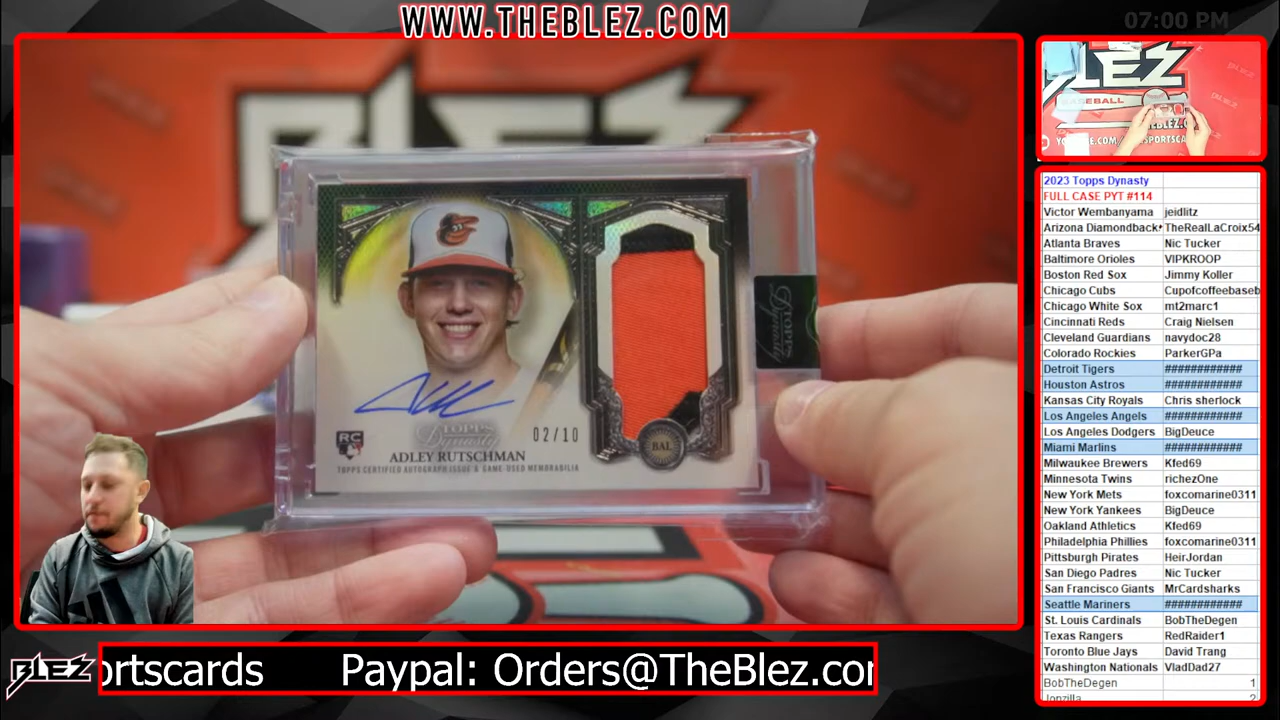 WWW.THEBLEZ.COM
07:00 PM
BLEZ
LEZ
BASEBALL
TOPPS
Dynasty
RC
TOPPS
Dynasty
02/10
BAL
ADLEY RUTSCHMAN
TOPPS CERTIFIED AUTOGRAPH ISSUE & GAME-USED MEMORABILIA
2023 Topps Dynasty
FULL CASE PYT #114
Victor Wembanyama jeidlitz
Arizona Diamondback TheRealLaCroix54
Atlanta Braves Nic Tucker
Baltimore Orioles VIPKROOP
Boston Red Sox Jimmy Koller
Chicago Cubs Cupofcoffeebaseb
Chicago White Sox mt2marc1
Cincinnati Reds Craig Nielsen
Cleveland Guardians navydoc28
Colorado Rockies ParkerGPa
Detroit Tigers ############
Houston Astros ############
Kansas City Royals Chris sherlock
Los Angeles Angels ############
Los Angeles Dodgers BigDeuce
Miami Marlins ############
Milwaukee Brewers Kfed69
Minnesota Twins richezOne
New York Mets foxcomarine0311
New York Yankees BigDeuce
Oakland Athletics Kfed69
Philadelphia Phillies foxcomarine0311
Pittsburgh Pirates HeirJordan
San Diego Padres Nic Tucker
San Francisco Giants MrCardsharks
Seattle Mariners ############
St. Louis Cardinals BobTheDegen
Texas Rangers RedRaider1
Toronto Blue Jays David Trang
Washington Nationals VladDad27
BobTheDegen 1
BLEZ
ortscards Paypal: Orders@TheBlez.cor